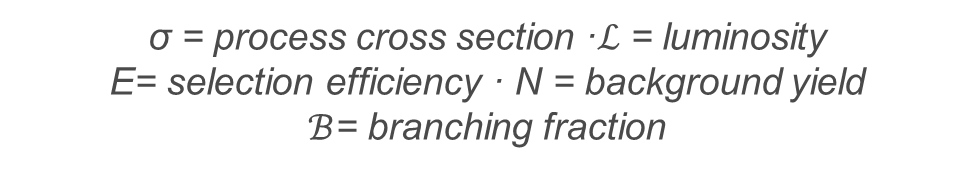 σ = process cross section ·ℒ = luminosity
E= selection efficiency · N = background yield
ℬ= branching fraction